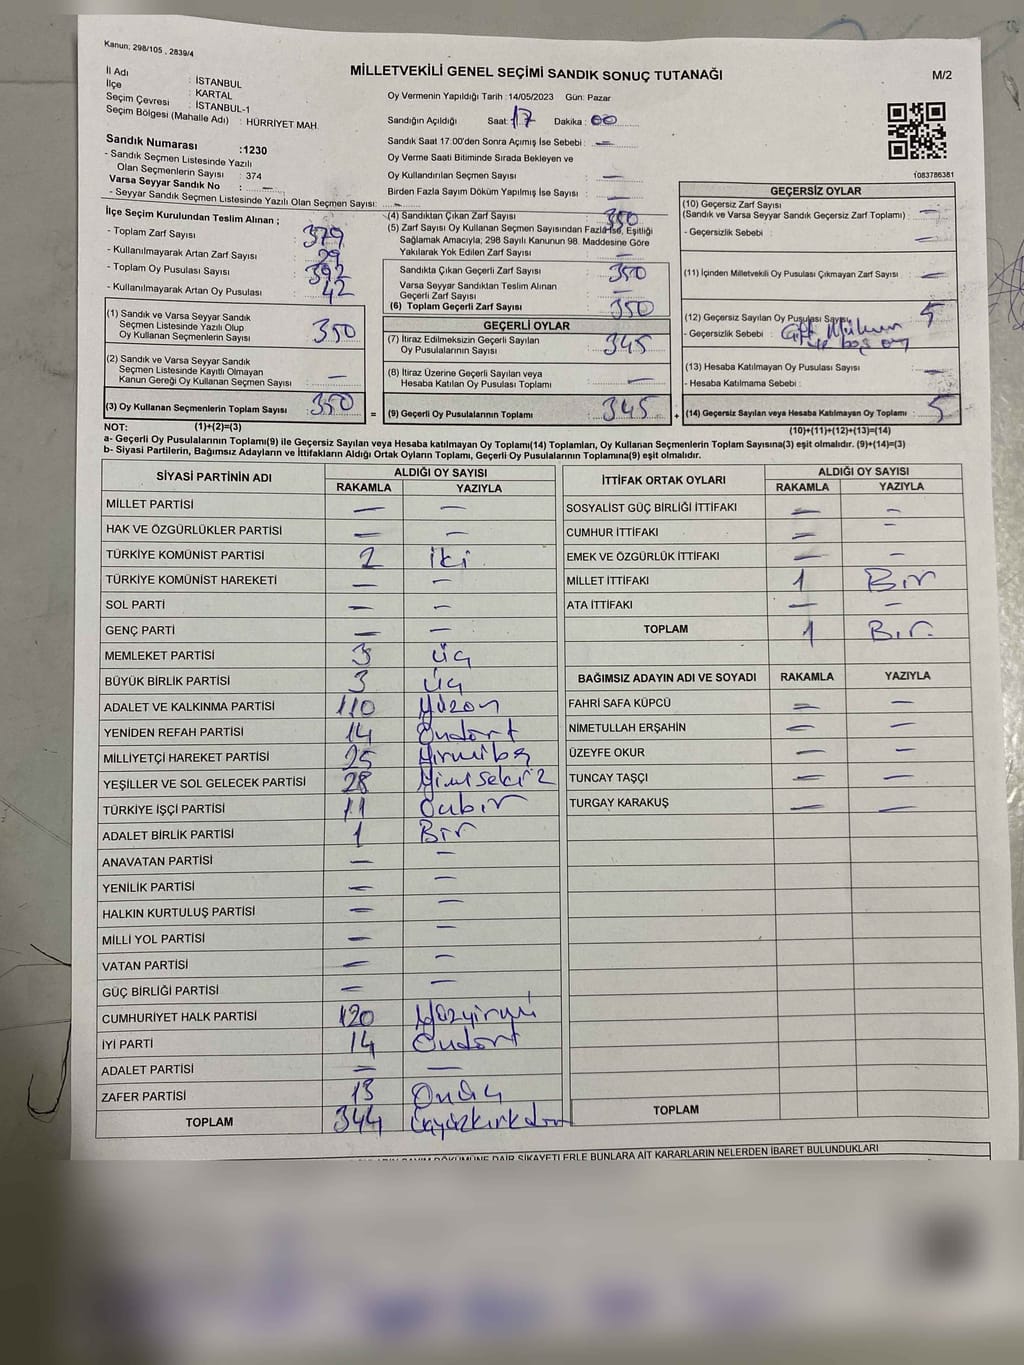 Kanun; 298/105 , 2839/4
MİLLETVEKİLİ GENEL SEÇİMİ SANDIK SONUÇ TUTANAĞI
M/2
İl Adı : İSTANBUL
İlçe : KARTAL
Seçim Çevresi : İSTANBUL-1
Seçim Bölgesi (Mahalle Adı) : HÜRRİYET MAH.
Sandık Numarası :1230
- Sandık Seçmen Listesinde Yazılı
Olan Seçmenlerin Sayısı : 374
Varsa Seyyar Sandık No : —
- Seyyar Sandık Seçmen Listesinde Yazılı Olan Seçmen Sayısı: —
Oy Vermenin Yapıldığı Tarih :14/05/2023 Gün: Pazar
Sandığın Açıldığı Saat: 17 Dakika : 00
Sandık Saat 17:00'den Sonra Açımış İse Sebebi : —
Oy Verme Saati Bitiminde Sırada Bekleyen ve
Oy Kullandırılan Seçmen Sayısı : —
Birden Fazla Sayım Döküm Yapılmış İse Sayısı : —
1083786381
İlçe Seçim Kurulundan Teslim Alınan ;
- Toplam Zarf Sayısı : 379
- Kullanılmayarak Artan Zarf Sayısı : 29
- Toplam Oy Pusulası Sayısı : 392
- Kullanılmayarak Artan Oy Pusulası : 42
(1) Sandık ve Varsa Seyyar Sandık
Seçmen Listesinde Yazılı Olup
Oy Kullanan Seçmenlerin Sayısı : 350
(2) Sandık ve Varsa Seyyar Sandık
Seçmen Listesinde Kayıtlı Olmayan
Kanun Gereği Oy Kullanan Seçmen Sayısı : —
(3) Oy Kullanan Seçmenlerin Toplam Sayısı : 350
(4) Sandıktan Çıkan Zarf Sayısı : 350
(5) Zarf Sayısı Oy Kullanan Seçmen Sayısından Fazla İse, Eşitliği
Sağlamak Amacıyla, 298 Sayılı Kanunun 98. Maddesine Göre
Yakılarak Yok Edilen Zarf Sayısı : —
Sandıkta Çıkan Geçerli Zarf Sayısı : 350
Varsa Seyyar Sandıktan Teslim Alınan
Geçerli Zarf Sayısı : —
(6) Toplam Geçerli Zarf Sayısı : 350
GEÇERLİ OYLAR
(7) İtiraz Edilmeksizin Geçerli Sayılan
Oy Pusulalarının Sayısı : 345
(8) İtiraz Üzerine Geçerli Sayılan veya
Hesaba Katılan Oy Pusulası Toplamı : —
= (9) Geçerli Oy Pusulalarının Toplamı : 345
GEÇERSİZ OYLAR
(10) Geçersiz Zarf Sayısı
(Sandık ve Varsa Seyyar Sandık Geçersiz Zarf Toplamı) : —
- Geçersizlik Sebebi : —
(11) İçinden Milletvekili Oy Pusulası Çıkmayan Zarf Sayısı : —
(12) Geçersiz Sayılan Oy Pusulası Sayısı : 5
- Geçersizlik Sebebi : Çift Mühür
ve boş oy
(13) Hesaba Katılmayan Oy Pusulası Sayısı : —
- Hesaba Katılmama Sebebi :
+ (14) Geçersiz Sayılan veya Hesaba Katılmayan Oy Toplamı : 5
NOT: (1)+(2)=(3) (10)+(11)+(12)+(13)=(14)
a- Geçerli Oy Pusulalarının Toplamı(9) ile Geçersiz Sayılan veya Hesaba katılmayan Oy Toplamı(14) Toplamları, Oy Kullanan Seçmenlerin Toplam Sayısına(3) eşit olmalıdır. (9)+(14)=(3)
b- Siyasi Partilerin, Bağımsız Adayların ve İttifakların Aldığı Ortak Oyların Toplamı, Geçerli Oy Pusulalarının Toplamına(9) eşit olmalıdır.
SİYASİ PARTİNİN ADI ALDIĞI OY SAYISI
RAKAMLA YAZIYLA
MİLLET PARTİSİ — —
HAK VE ÖZGÜRLÜKLER PARTİSİ — —
TÜRKİYE KOMÜNİST PARTİSİ 2 iki
TÜRKİYE KOMÜNİST HAREKETİ — —
SOL PARTİ — —
GENÇ PARTİ — —
MEMLEKET PARTİSİ 3 üç
BÜYÜK BİRLİK PARTİSİ 3 üç
ADALET VE KALKINMA PARTİSİ 110 Yüzon
YENİDEN REFAH PARTİSİ 14 Ondört
MİLLİYETÇİ HAREKET PARTİSİ 25 Yirmibeş
YEŞİLLER VE SOL GELECEK PARTİSİ 28 Yirmisekiz
TÜRKİYE İŞÇİ PARTİSİ 11 Onbir
ADALET BİRLİK PARTİSİ 1 Bir
ANAVATAN PARTİSİ — —
YENİLİK PARTİSİ — —
HALKIN KURTULUŞ PARTİSİ — —
MİLLİ YOL PARTİSİ — —
VATAN PARTİSİ — —
GÜÇ BİRLİĞİ PARTİSİ — —
CUMHURİYET HALK PARTİSİ 120 Yüzyirmi
İYİ PARTİ 14 Ondört
ADALET PARTİSİ — —
ZAFER PARTİSİ 13 Onüç
TOPLAM 344 Üçyüzkırkdört
İTTİFAK ORTAK OYLARI ALDIĞI OY SAYISI
RAKAMLA YAZIYLA
SOSYALİST GÜÇ BİRLİĞİ İTTİFAKI — —
CUMHUR İTTİFAKI — —
EMEK VE ÖZGÜRLÜK İTTİFAKI — —
MİLLET İTTİFAKI 1 Bir
ATA İTTİFAKI — —
TOPLAM 1 Bir
BAĞIMSIZ ADAYIN ADI VE SOYADI RAKAMLA YAZIYLA
FAHRİ SAFA KÜPCÜ — —
NİMETULLAH ERŞAHİN — —
ÜZEYFE OKUR — —
TUNCAY TAŞÇI — —
TURGAY KARAKUŞ — —
TOPLAM
SAYIM DÖKÜMÜNE DAİR ŞİKAYETLERLE BUNLARA AİT KARARLARIN NELERDEN İBARET BULUNDUKLARI